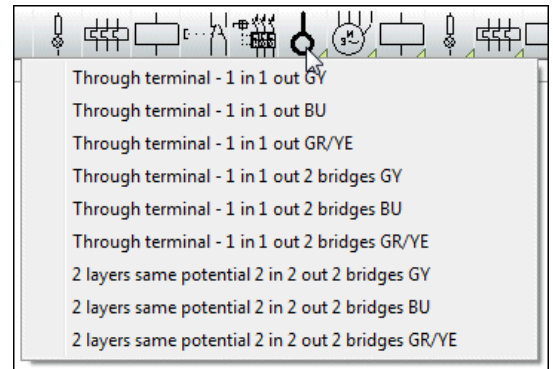 Through terminal - 1 in 1 out GY
Through terminal - 1 in 1 out BU
Through terminal - 1 in 1 out GR/YE
Through terminal - 1 in 1 out 2 bridges GY
Through terminal - 1 in 1 out 2 bridges BU
Through terminal - 1 in 1 out 2 bridges GR/YE
2 layers same potential 2 in 2 out 2 bridges GY
2 layers same potential 2 in 2 out 2 bridges BU
2 layers same potential 2 in 2 out 2 bridges GR/YE